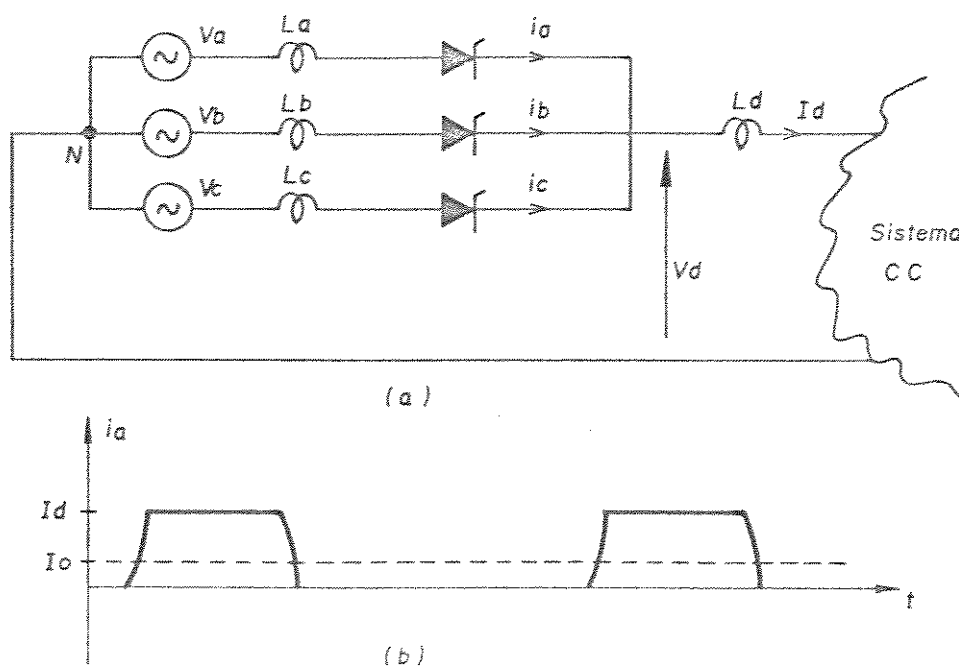 Va La ia
Vb Lb ib Ld Id
N
Vc Lc ic
Vd
Sistema
CC
(a)
ia
Id
Io
t
(b)